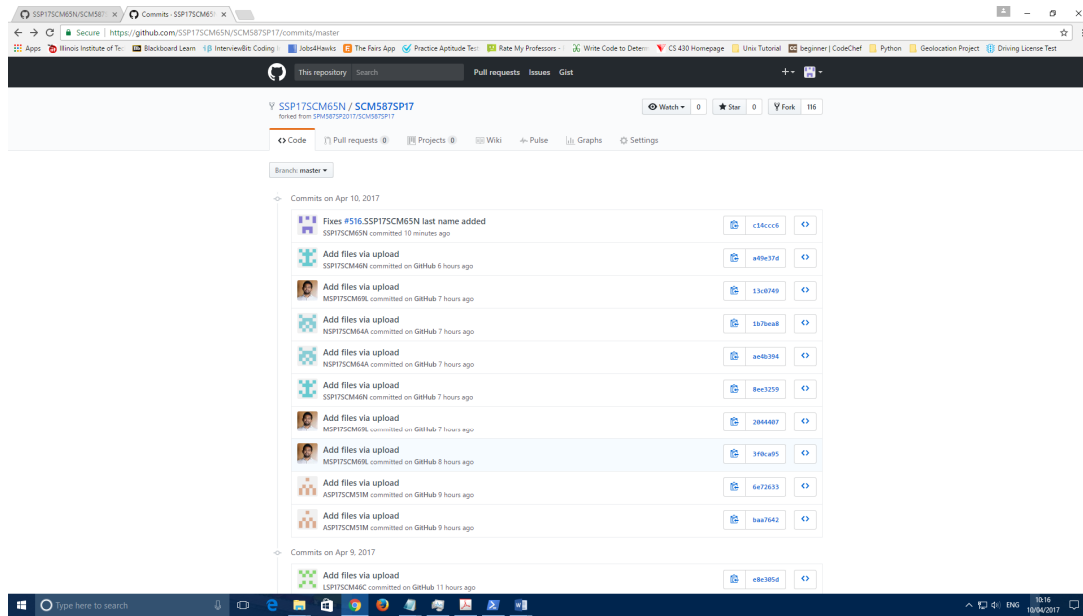 SSP17SCM65N/SCM587 × Commits · SSP17SCM65N ×
Secure | https://github.com/SSP17SCM65N/SCM587SP17/commits/master
Apps Illinois Institute of Tec Blackboard Learn InterviewBit Coding Jobs4Hawks The Fairs App Practice Aptitude Tes Rate My Professors - Write Code to Determ CS 430 Homepage Unix Tutorial beginner | CodeChef Python Geolocation Project Driving License Test
This repository Search Pull requests Issues Gist
SSP17SCM65N / SCM587SP17 Watch 0 Star 0 Fork 116
forked from SPM587SP2017/SCM587SP17
Code Pull requests 0 Projects 0 Wiki Pulse Graphs Settings
Branch: master
Commits on Apr 10, 2017
Fixes #516.SSP17SCM65N last name added
SSP17SCM65N committed 10 minutes ago c14ccc6
Add files via upload
SSP17SCM46N committed on GitHub 6 hours ago a49e37d
Add files via upload
MSP17SCM69L committed on GitHub 7 hours ago 13c0749
Add files via upload
NSP17SCM64A committed on GitHub 7 hours ago 1b7bea8
Add files via upload
NSP17SCM64A committed on GitHub 7 hours ago ae4b394
Add files via upload
SSP17SCM46N committed on GitHub 7 hours ago 8ee3259
Add files via upload
MSP17SCM69L committed on GitHub 7 hours ago 2044407
Add files via upload
MSP17SCM69L committed on GitHub 8 hours ago 3f0ca95
Add files via upload
ASP17SCM51M committed on GitHub 9 hours ago 6e72633
Add files via upload
ASP17SCM51M committed on GitHub 9 hours ago baa7642
Commits on Apr 9, 2017
Add files via upload
LSP17SCM46C committed on GitHub 11 hours ago e8e305d
Type here to search ENG 10:16
10/04/2017